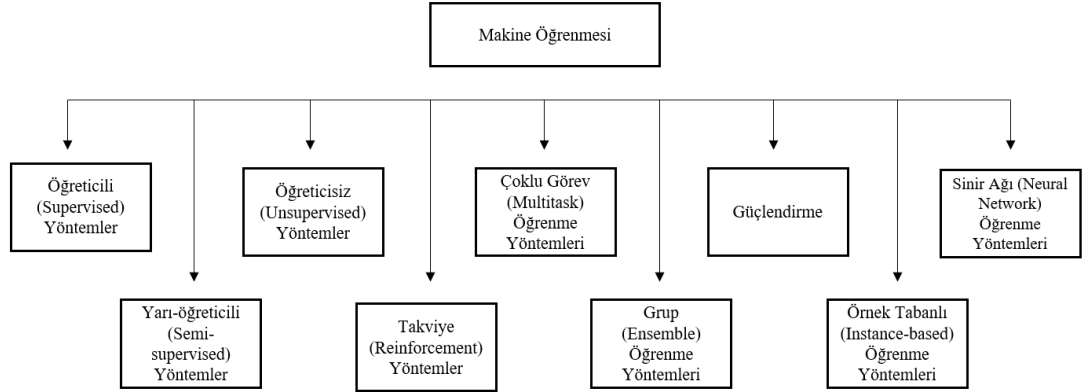 Makine Öğrenmesi
Öğreticili
(Supervised)
Yöntemler
Öğreticisiz
(Unsupervised)
Yöntemler
Çoklu Görev
(Multitask)
Öğrenme
Yöntemleri
Güçlendirme
Sinir Ağı (Neural
Network)
Öğrenme
Yöntemleri
Yarı-öğreticili
(Semi-
supervised)
Yöntemler
Takviye
(Reinforcement)
Yöntemler
Grup
(Ensemble)
Öğrenme
Yöntemleri
Örnek Tabanlı
(Instance-based)
Öğrenme
Yöntemleri